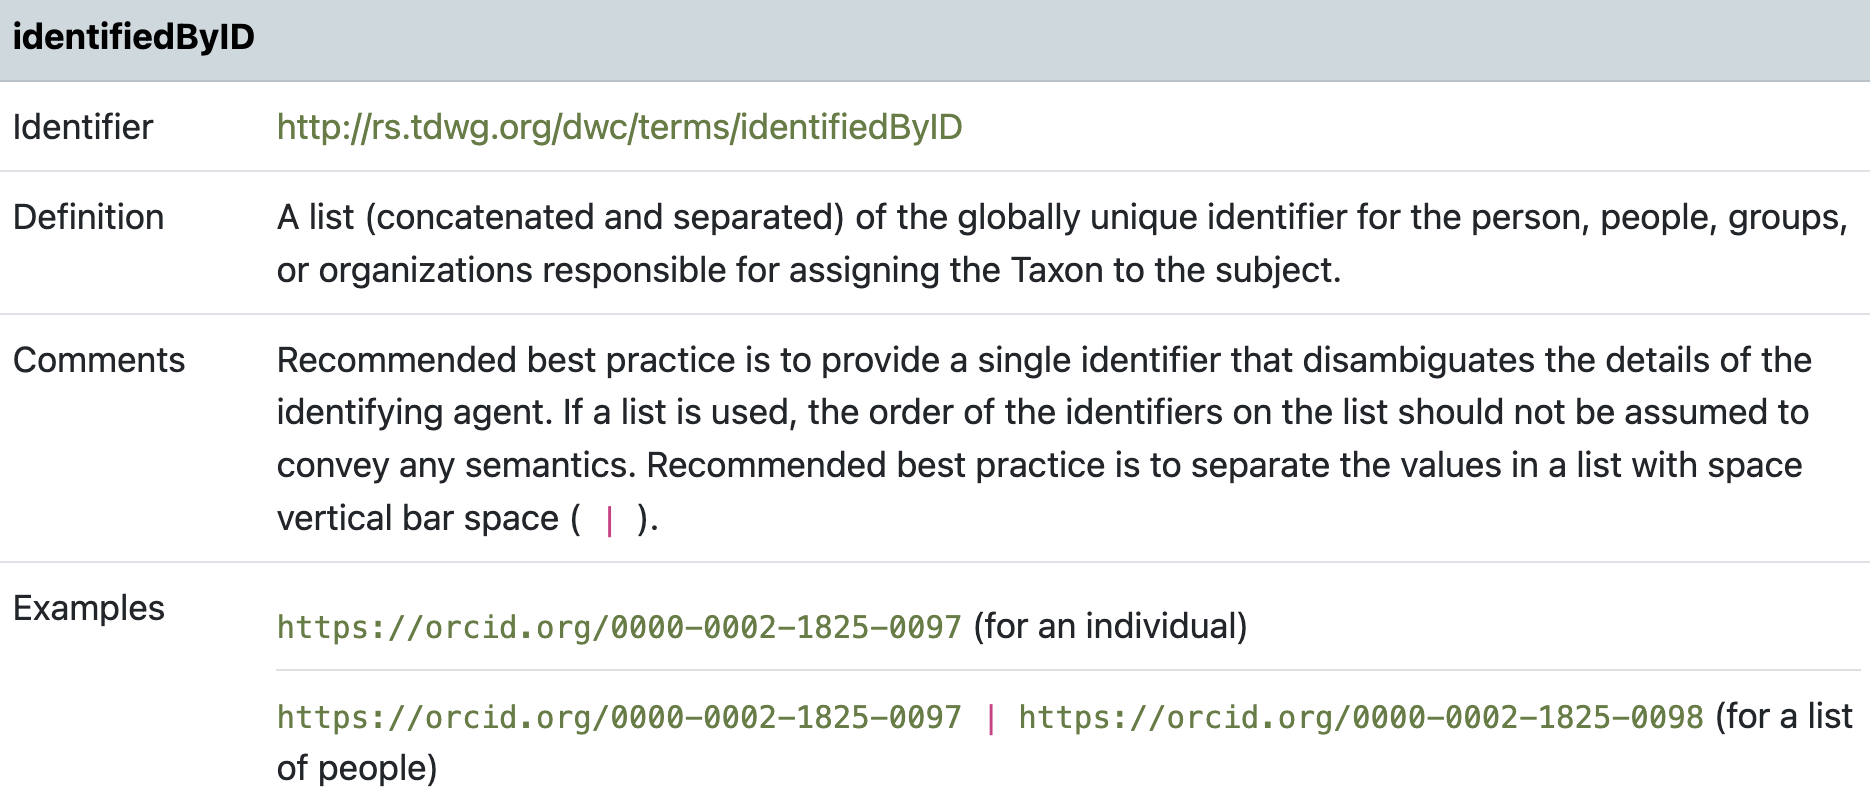 identifiedByID
Identifier http://rs.tdwg.org/dwc/terms/identifiedByID
Definition A list (concatenated and separated) of the globally unique identifier for the person, people, groups,
or organizations responsible for assigning the Taxon to the subject.
Comments Recommended best practice is to provide a single identifier that disambiguates the details of the
identifying agent. If a list is used, the order of the identifiers on the list should not be assumed to
convey any semantics. Recommended best practice is to separate the values in a list with space
vertical bar space ( | ).
Examples https://orcid.org/0000-0002-1825-0097 (for an individual)
https://orcid.org/0000-0002-1825-0097 | https://orcid.org/0000-0002-1825-0098 (for a list
of people)